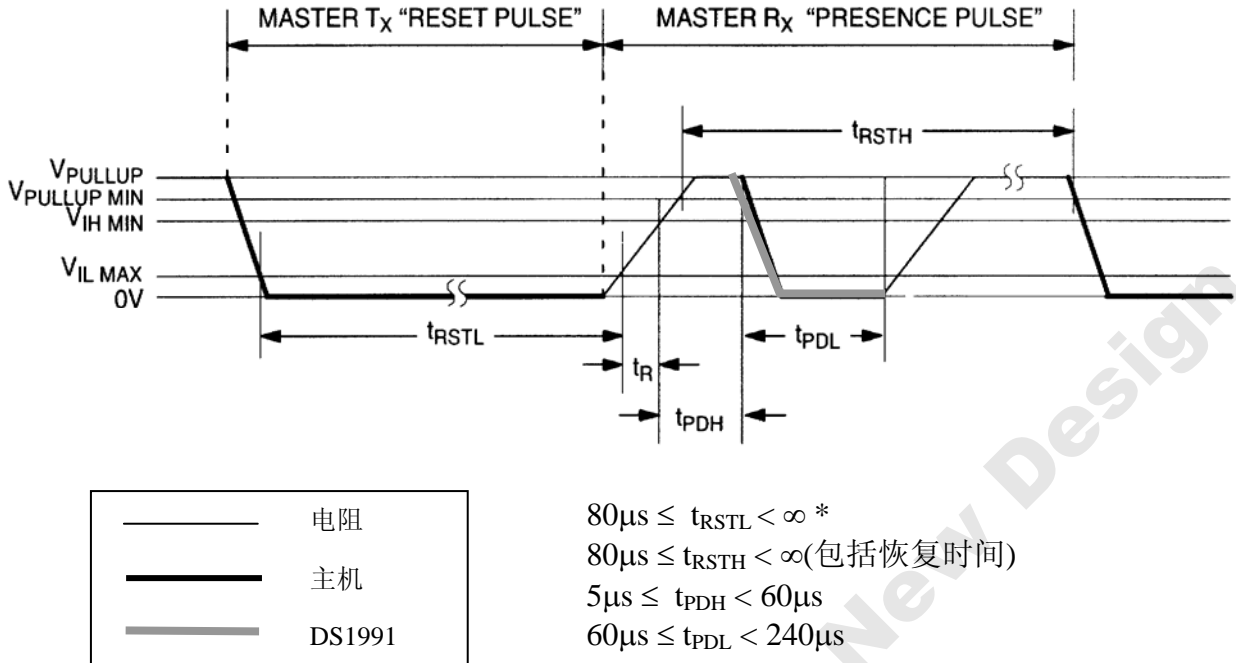 MASTER TX “RESET PULSE” MASTER RX “PRESENCE PULSE”
tRSTH
VPULLUP
VPULLUP MIN
VIH MIN
VIL MAX
0V
tRSTL
tPDL
tR
tPDH
电阻
主机
DS1991
80μs ≤ tRSTL < ∞ *
80μs ≤ tRSTH < ∞(包括恢复时间)
5μs ≤ tPDH < 60μs
60μs ≤ tPDL < 240μs
New Design